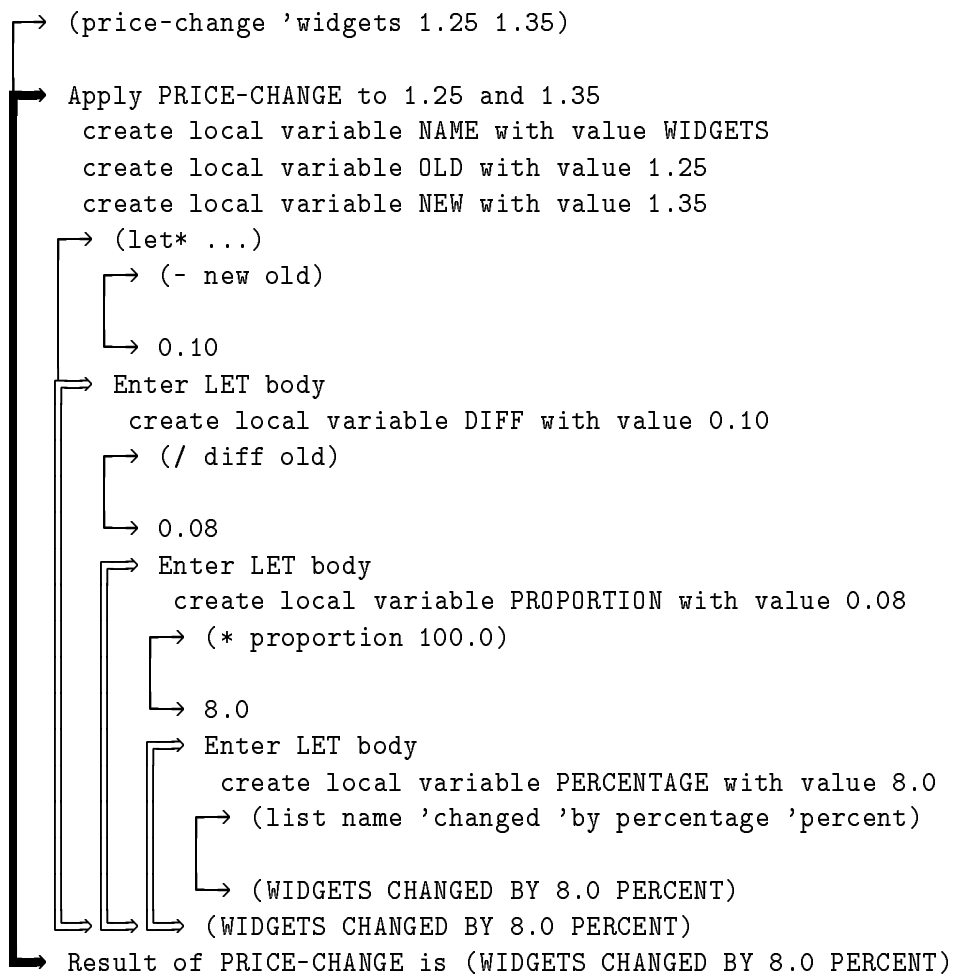 (price-change ’widgets 1.25 1.35)
Apply PRICE-CHANGE to 1.25 and 1.35
create local variable NAME with value WIDGETS
create local variable OLD with value 1.25
create local variable NEW with value 1.35
(let* ...)
(- new old)
0.10
Enter LET body
create local variable DIFF with value 0.10
(/ diff old)
0.08
Enter LET body
create local variable PROPORTION with value 0.08
(* proportion 100.0)
8.0
Enter LET body
create local variable PERCENTAGE with value 8.0
(list name ’changed ’by percentage ’percent)
(WIDGETS CHANGED BY 8.0 PERCENT)
(WIDGETS CHANGED BY 8.0 PERCENT)
Result of PRICE-CHANGE is (WIDGETS CHANGED BY 8.0 PERCENT)